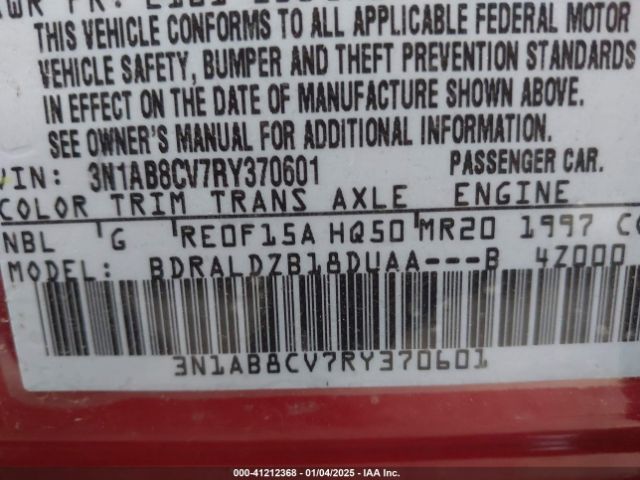 THIS VEHICLE CONFORMS TO ALL APPLICABLE FEDERAL MOTOR
VEHICLE SAFETY, BUMPER AND THEFT PREVENTION STANDARDS
IN EFFECT ON THE DATE OF MANUFACTURE SHOWN ABOVE.
SEE OWNER'S MANUAL FOR ADDITIONAL INFORMATION.
VIN: 3N1AB8CV7RY370601 PASSENGER CAR.
COLOR TRIM TRANS AXLE ENGINE
NBL G RE0F15A HQ50 MR20 1997 CC
MODEL: BDRALDZB18DUAA---B 4Z000
3N1AB8CV7RY370601
000-41212368 - 01/04/2025 - IAA Inc.